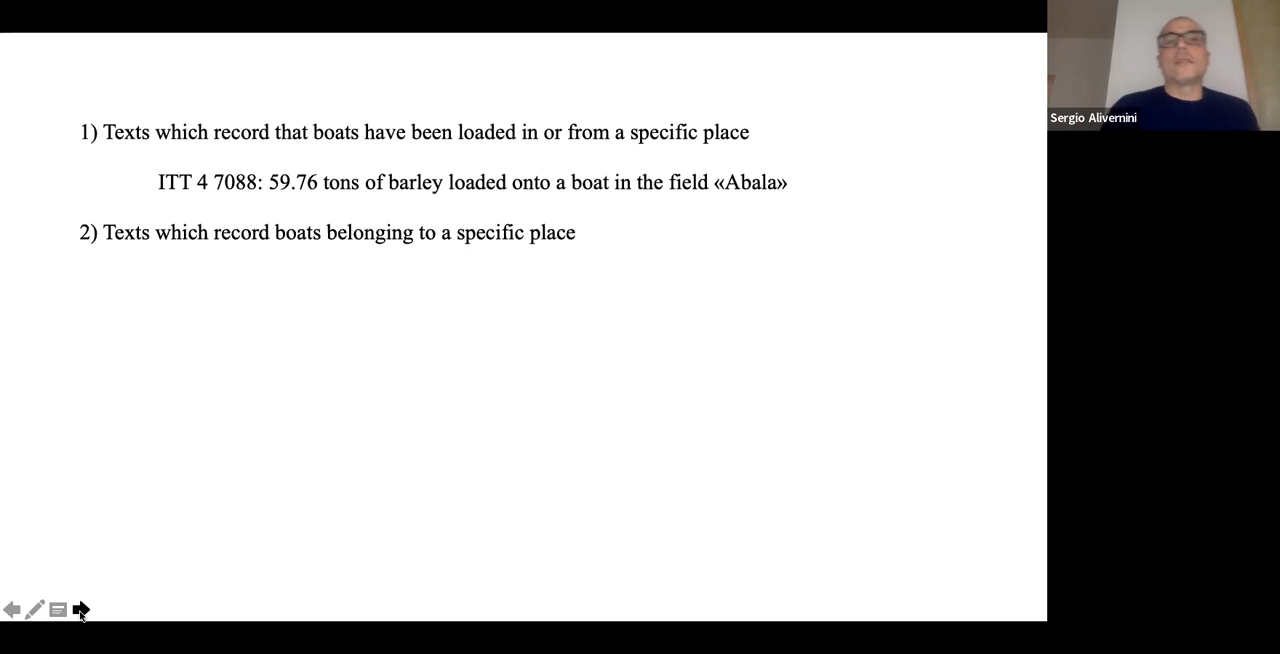 1) Texts which record that boats have been loaded in or from a specific place
ITT 4 7088: 59.76 tons of barley loaded onto a boat in the field «Abala»
2) Texts which record boats belonging to a specific place
Sergio Alivernini